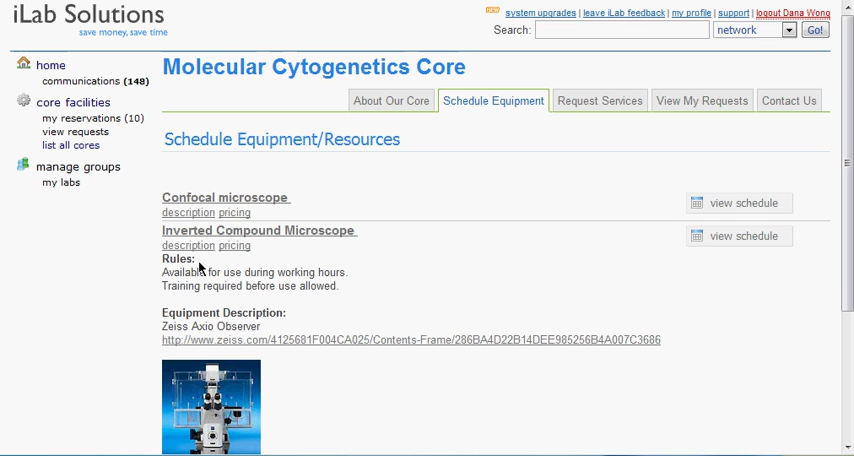 iLab Solutions
save money, save time
NEW system upgrades | leave iLab feedback | my profile | support | logout Dana Wong
Search: network Go!
home
communications (148)
core facilities
my reservations (10)
view requests
list all cores
manage groups
my labs
Molecular Cytogenetics Core
About Our Core Schedule Equipment Request Services View My Requests Contact Us
Schedule Equipment/Resources
Confocal microscope
description pricing
view schedule
Inverted Compound Microscope
description pricing
view schedule
Rules:
Available for use during working hours.
Training required before use allowed.
Equipment Description:
Zeiss Axio Observer
http://www.zeiss.com/4125681F004CA025/Contents-Frame/286BA4D22B14DEE985256B4A007C3686